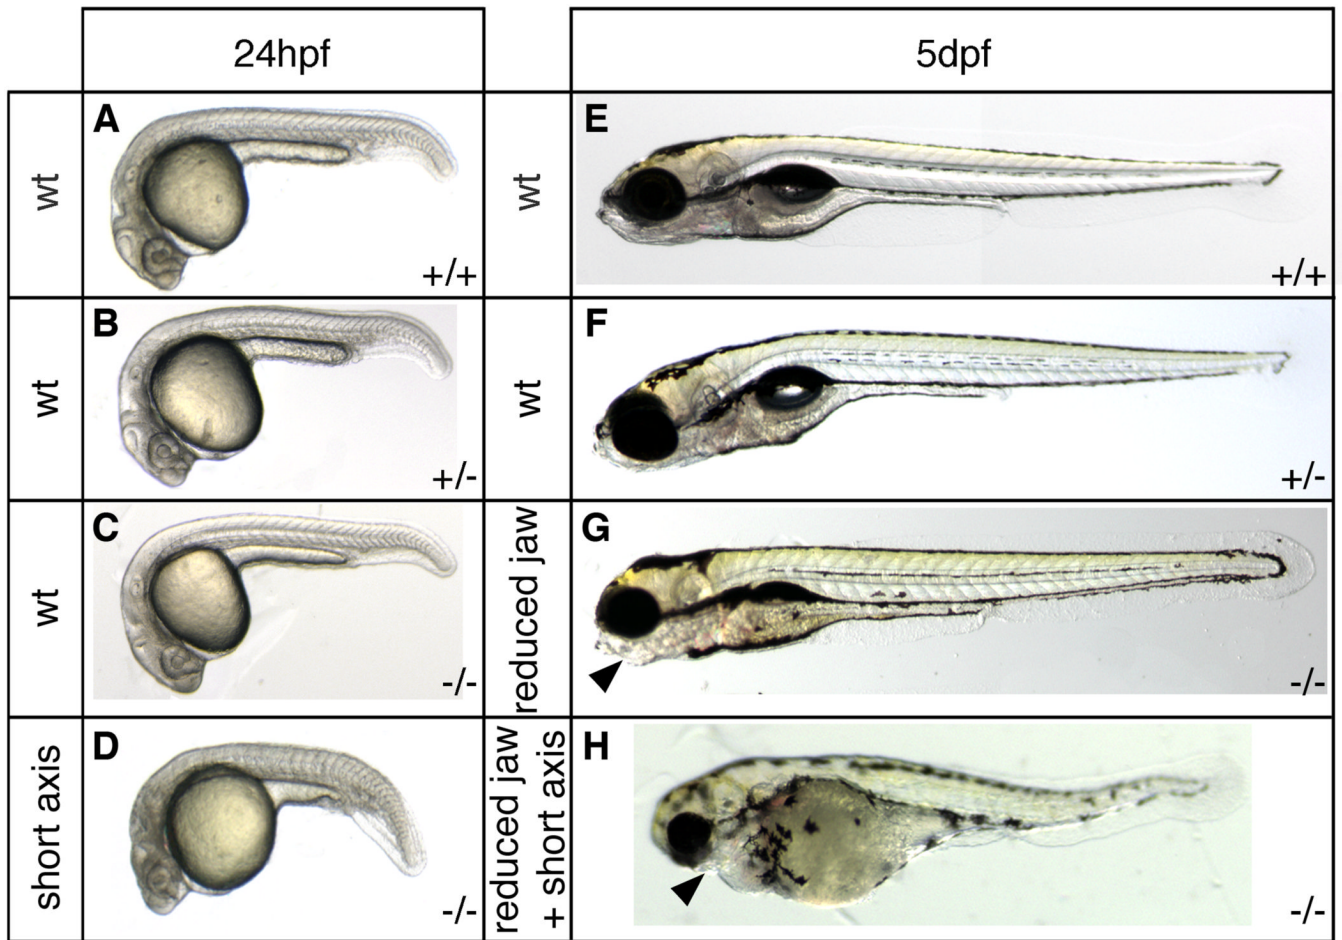 24hpf
5dpf
wt
A
+/+
wt
E
+/+
wt
B
+/-
wt
F
+/-
wt
C
-/-
reduced jaw
G
-/-
short axis
D
-/-
reduced jaw
+ short axis
H
-/-